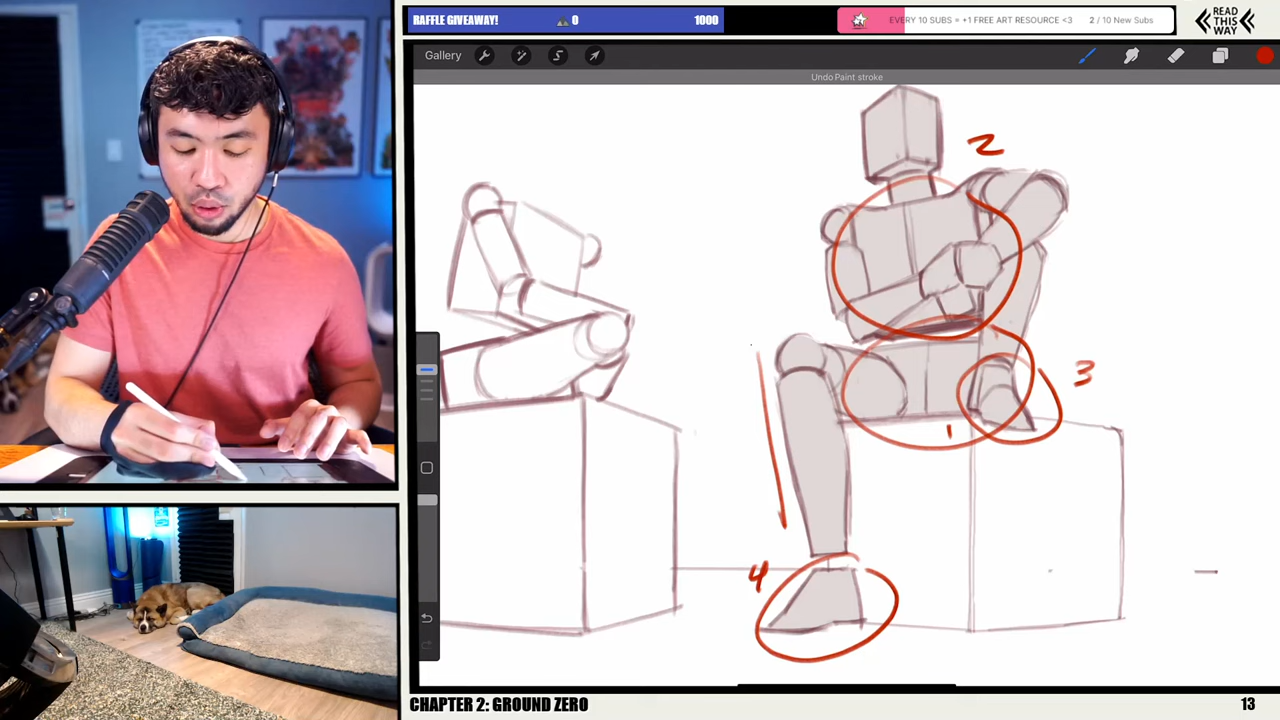 RAFFLE GIVEAWAY!
0
1000
EVERY 10 SUBS = +1 FREE ART RESOURCE <3
2 / 10 New Subs
READ
THIS
WAY
Gallery
Undo Paint stroke
2
3
1
4
CHAPTER 2: GROUND ZERO
13